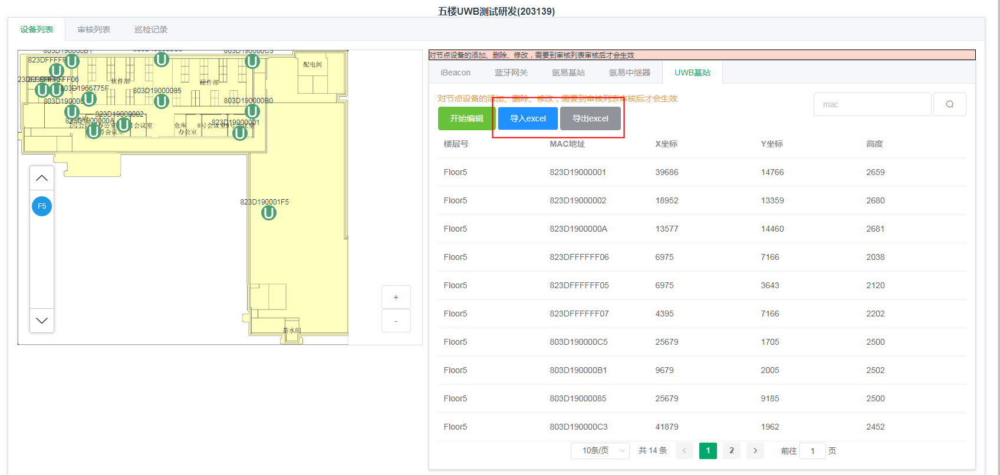 五楼UWB测试研发(203139)
设备列表 审核列表 巡检记录
803D190000B1
803D190000C3
823DFFFFF
配电间
软件部
硬件部
803D1966775F
803D19000085
803D190000B0
803D190000
823D19000002
823D1900000A
823D19000001
仓库
8号会议室
办公室
823D190001F5
F5
茶水间
+
-
对节点设备的添加、删除、修改，需要到审核列表审核后才会生效
iBeacon 蓝牙网关 氢易基站 氢易中继器 UWB基站
对节点设备的添加、删除、修改，需要到审核列表审核后才会生效
mac
开始编辑 导入excel 导出excel
楼层号 MAC地址 X坐标 Y坐标 高度
Floor5 823D19000001 39686 14766 2659
Floor5 823D19000002 18952 13359 2680
Floor5 823D1900000A 13577 14460 2681
Floor5 823DFFFFFF06 6975 7166 2038
Floor5 823DFFFFFF05 6975 3643 2120
Floor5 823DFFFFFF07 4395 7166 2202
Floor5 803D190000C5 25679 1705 2500
Floor5 803D190000B1 9679 2005 2502
Floor5 803D19000085 25679 9185 2500
Floor5 803D190000C3 41879 1962 2452
10条/页 共 14 条 < 1 2 > 前往 1 页